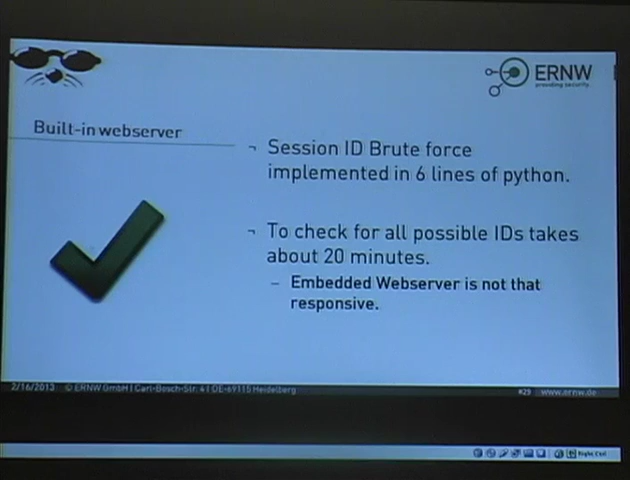 ERNW
providing security.
Built-in webserver
¬ Session ID Brute force
implemented in 6 lines of python.
¬ To check for all possible IDs takes
about 20 minutes.
– Embedded Webserver is not that
responsive.
2/16/2013 © ERNW GmbH | Carl-Bosch-Str. 4 | DE-69115 Heidelberg #29 www.ernw.de
Right Ctrl